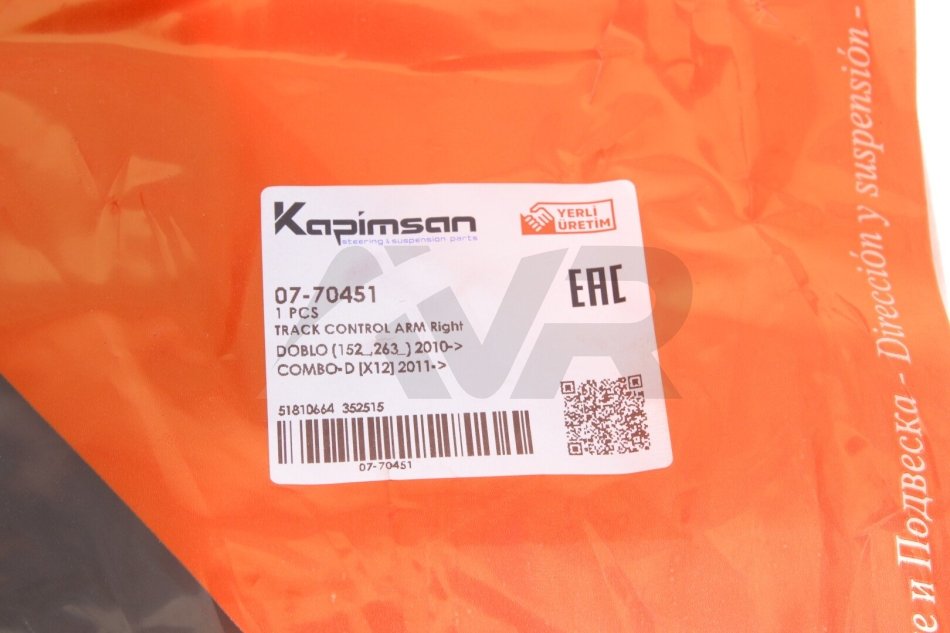 Kapimsan
steering & suspension parts
YERLİ
ÜRETİM
07-70451
1 PCS
TRACK CONTROL ARM Right
DOBLO (152_,263_) 2010->
COMBO-D [X12] 2011->
EAC
51810664 352515
07-70451
VR
е и Подвеска - Dirección y suspensión -